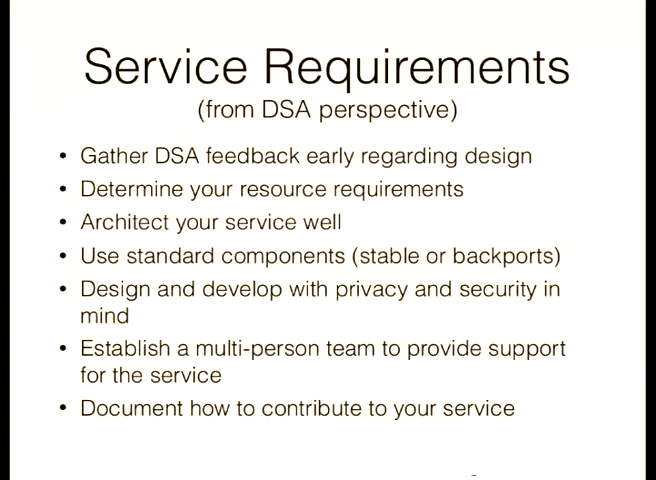 Service Requirements
(from DSA perspective)
• Gather DSA feedback early regarding design
• Determine your resource requirements
• Architect your service well
• Use standard components (stable or backports)
• Design and develop with privacy and security in
mind
• Establish a multi-person team to provide support
for the service
• Document how to contribute to your service